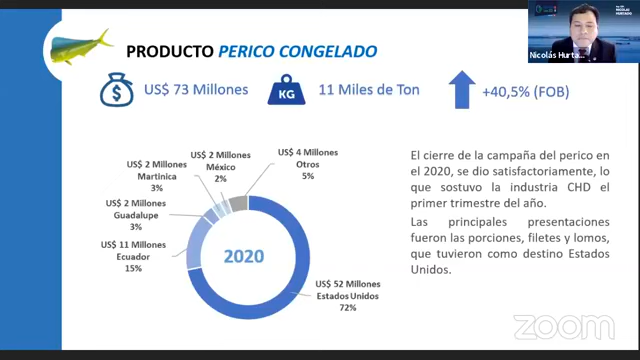 PRODUCTO PERICO CONGELADO
US$ 73 Millones
KG
11 Miles de Ton
+40,5% (FOB)
US$ 4 Millones
Otros
5%
US$ 2 Millones
México
2%
US$ 2 Millones
Martinica
3%
US$ 2 Millones
Guadalupe
3%
US$ 11 Millones
Ecuador
15%
2020
US$ 52 Millones
Estados Unidos
72%
El cierre de la campaña del perico en
el 2020, se dio satisfactoriamente, lo
que sostuvo la industria CHD el
primer trimestre del año.
Las principales presentaciones
fueron las porciones, filetes y lomos,
que tuvieron como destino Estados
Unidos.
NICOLÁS
HURTADO
Nicolás Hurta...
zoom